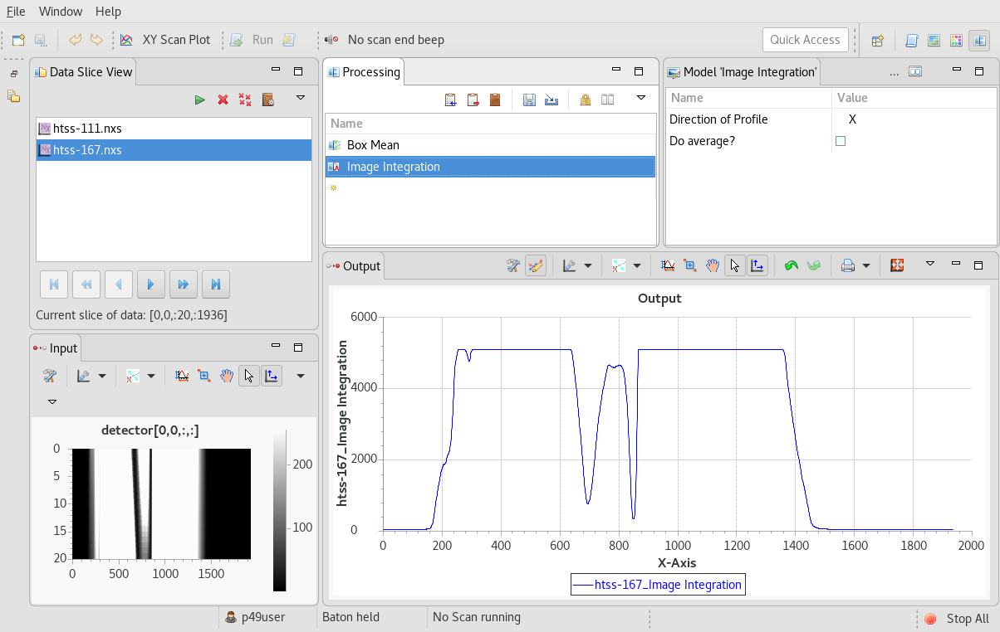 File Window Help
XY Scan Plot Run No scan end beep Quick Access
Data Slice View
htss-111.nxs
htss-167.nxs
Current slice of data: [0,0,:20,:1936]
Processing
Name
Box Mean
Image Integration
Model 'Image Integration'
...
Name Value
Direction of Profile X
Do average?
Input
detector[0,0,:,:]
0
5
10
15
20
0 500 1000 1500
200
100
Output
Output
htss-167_Image Integration
6000
4000
2000
0
0 200 400 600 800 1000 1200 1400 1600 1800 2000
X-Axis
htss-167_Image Integration
p49user Baton held No Scan running Stop All